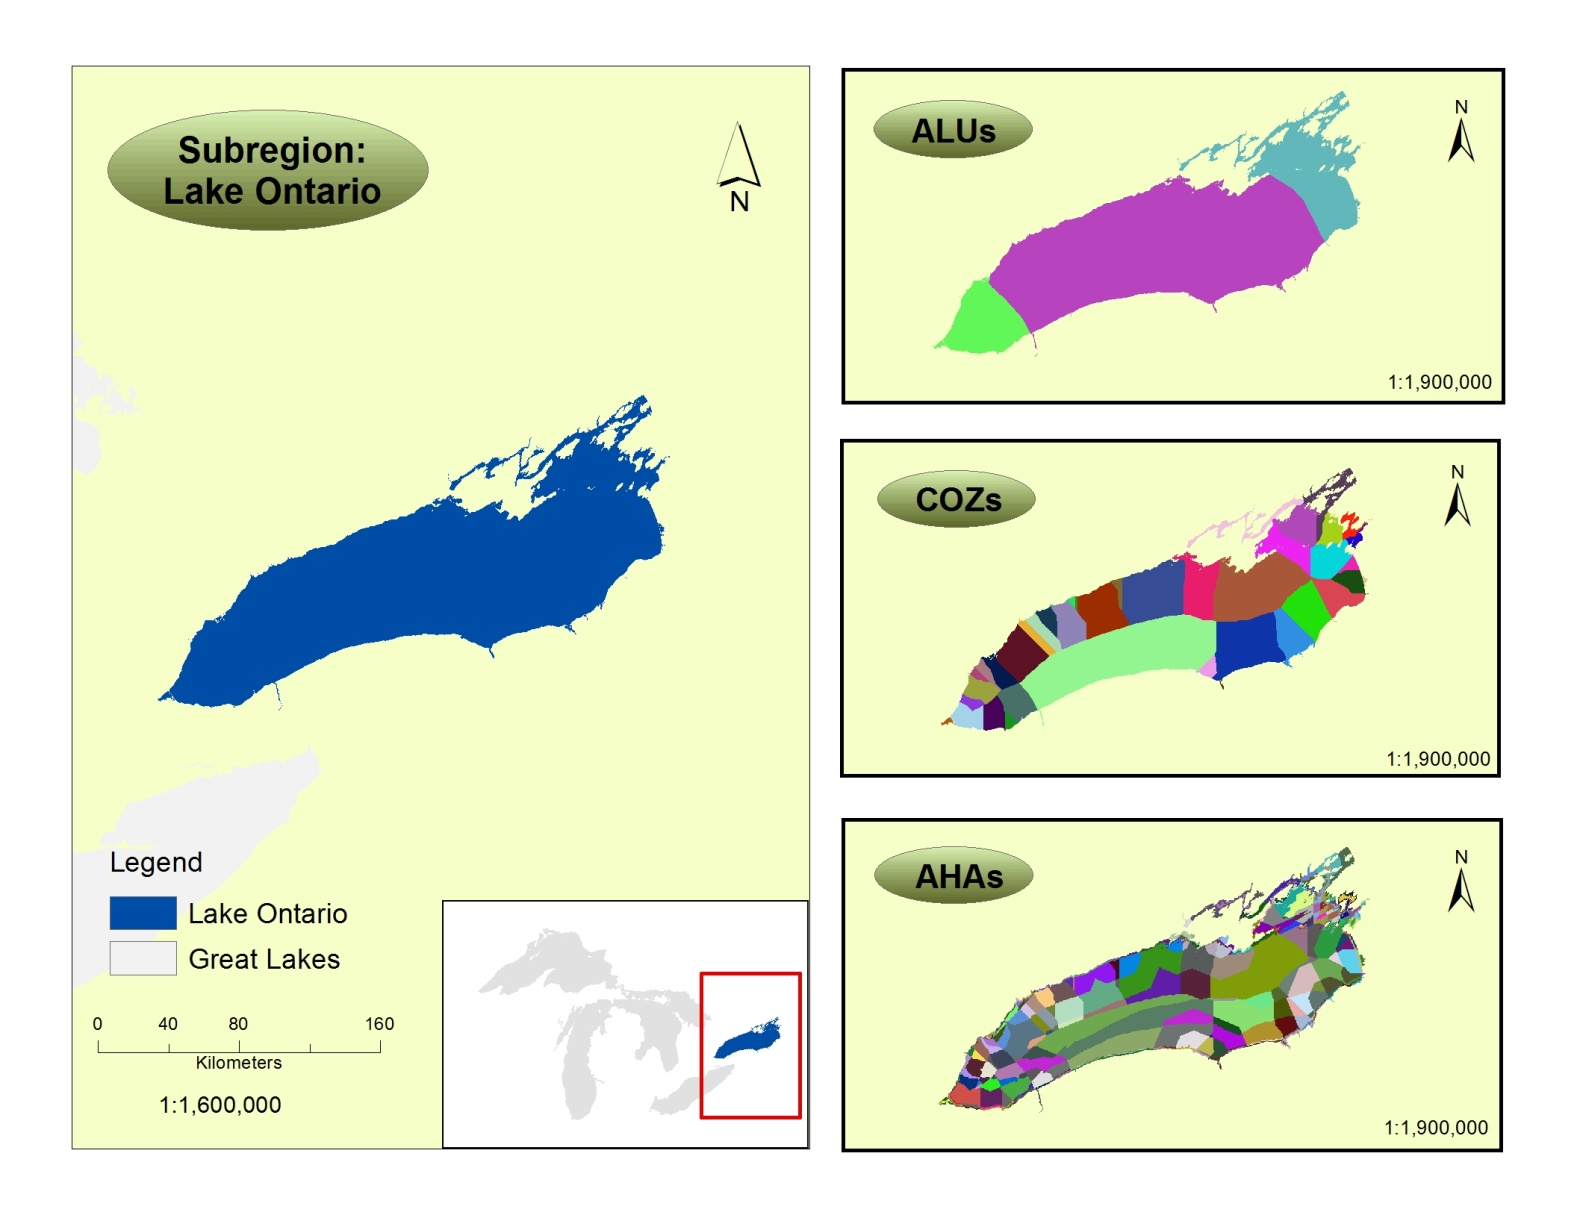 Subregion:
Lake Ontario
N
Legend
Lake Ontario
Great Lakes
0 40 80 160
Kilometers
1:1,600,000
ALUs
N
1:1,900,000
COZs
N
1:1,900,000
AHAs
N
1:1,900,000